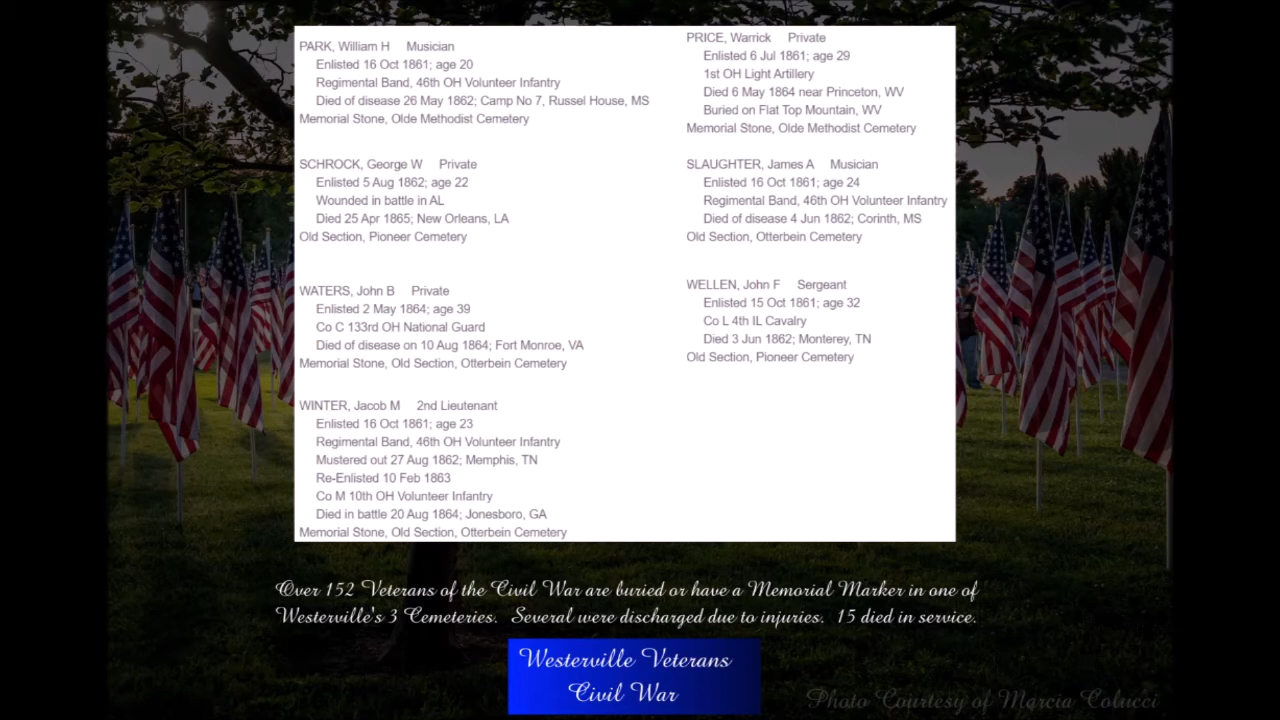 PARK, William H Musician
Enlisted 16 Oct 1861; age 20
Regimental Band, 46th OH Volunteer Infantry
Died of disease 26 May 1862; Camp No 7, Russel House, MS
Memorial Stone, Olde Methodist Cemetery
SCHROCK, George W Private
Enlisted 5 Aug 1862; age 22
Wounded in battle in AL
Died 25 Apr 1865; New Orleans, LA
Old Section, Pioneer Cemetery
WATERS, John B Private
Enlisted 2 May 1864; age 39
Co C 133rd OH National Guard
Died of disease on 10 Aug 1864; Fort Monroe, VA
Memorial Stone, Old Section, Otterbein Cemetery
WINTER, Jacob M 2nd Lieutenant
Enlisted 16 Oct 1861; age 23
Regimental Band, 46th OH Volunteer Infantry
Mustered out 27 Aug 1862; Memphis, TN
Re-Enlisted 10 Feb 1863
Co M 10th OH Volunteer Infantry
Died in battle 20 Aug 1864; Jonesboro, GA
Memorial Stone, Old Section, Otterbein Cemetery
PRICE, Warrick Private
Enlisted 6 Jul 1861; age 29
1st OH Light Artillery
Died 6 May 1864 near Princeton, WV
Buried on Flat Top Mountain, WV
Memorial Stone, Olde Methodist Cemetery
SLAUGHTER, James A Musician
Enlisted 16 Oct 1861; age 24
Regimental Band, 46th OH Volunteer Infantry
Died of disease 4 Jun 1862; Corinth, MS
Old Section, Otterbein Cemetery
WELLEN, John F Sergeant
Enlisted 15 Oct 1861; age 32
Co L 4th IL Cavalry
Died 3 Jun 1862; Monterey, TN
Old Section, Pioneer Cemetery
Over 152 Veterans of the Civil War are buried or have a Memorial Marker in one of
Westerville's 3 Cemeteries. Several were discharged due to injuries. 15 died in service.
Westerville Veterans
Civil War
Photo Courtesy of Marcia Colucci